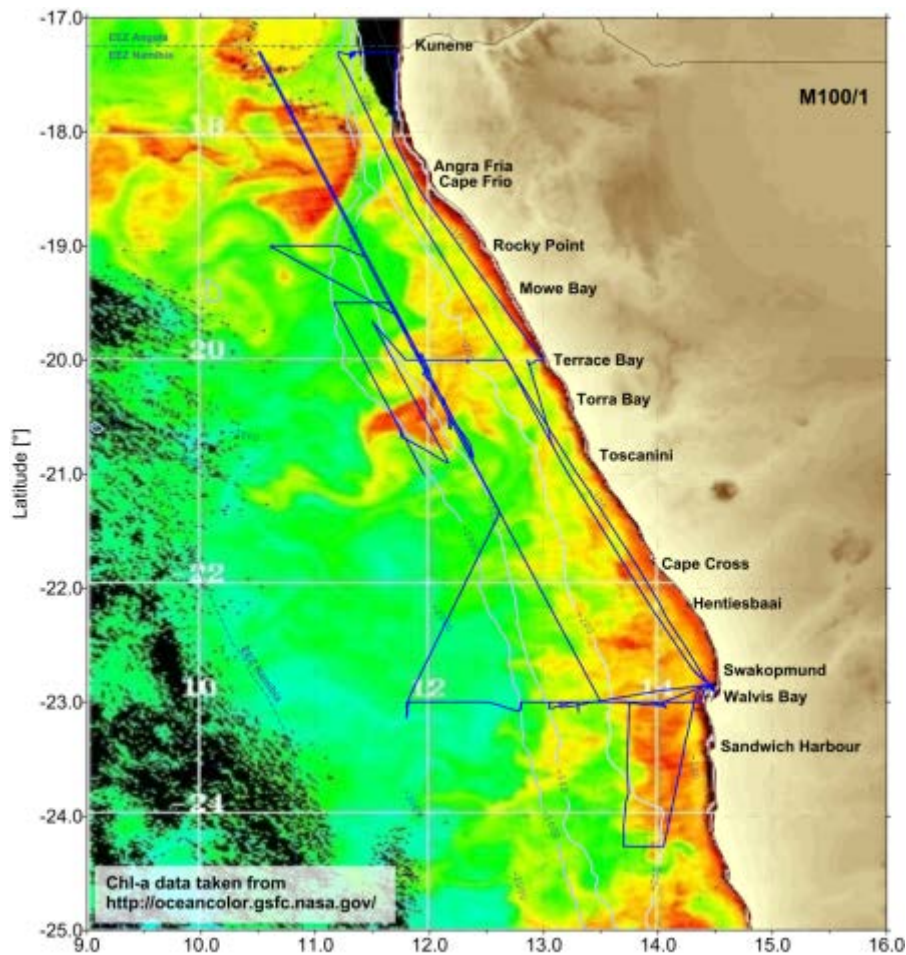 -17.0
EEZ Angola
EEZ Namibia
Kunene
M100/1
-18.0
18
Angra Fria
Cape Frio
-19.0
Rocky Point
Mowe Bay
-20.0
20
Terrace Bay
Torra Bay
Latitude [°]
-21.0
Toscanini
-22.0
22
Cape Cross
Hentiesbaai
-23.0
10
12
14
Swakopmund
Walvis Bay
EEZ Namibia
Sandwich Harbour
-24.0
-24
Chl-a data taken from
http://oceancolor.gsfc.nasa.gov/
-25.0
9.0 10.0 11.0 12.0 13.0 14.0 15.0 16.0